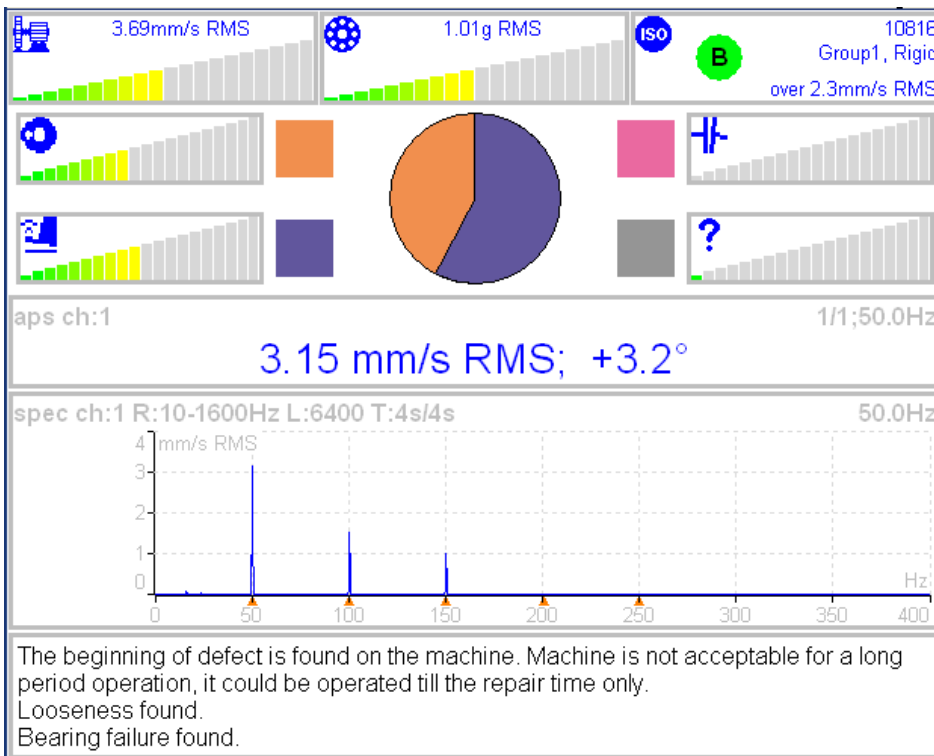 3.69mm/s RMS
1.01g RMS
ISO
B
10816
Group1, Rigid
over 2.3mm/s RMS
?
aps ch:1
1/1;50.0Hz
3.15 mm/s RMS; +3.2°
spec ch:1 R:10-1600Hz L:6400 T:4s/4s
50.0Hz
4 mm/s RMS
3
2
1
0
Hz
0 50 100 150 200 250 300 350 400
The beginning of defect is found on the machine. Machine is not acceptable for a long
period operation, it could be operated till the repair time only.
Looseness found.
Bearing failure found.